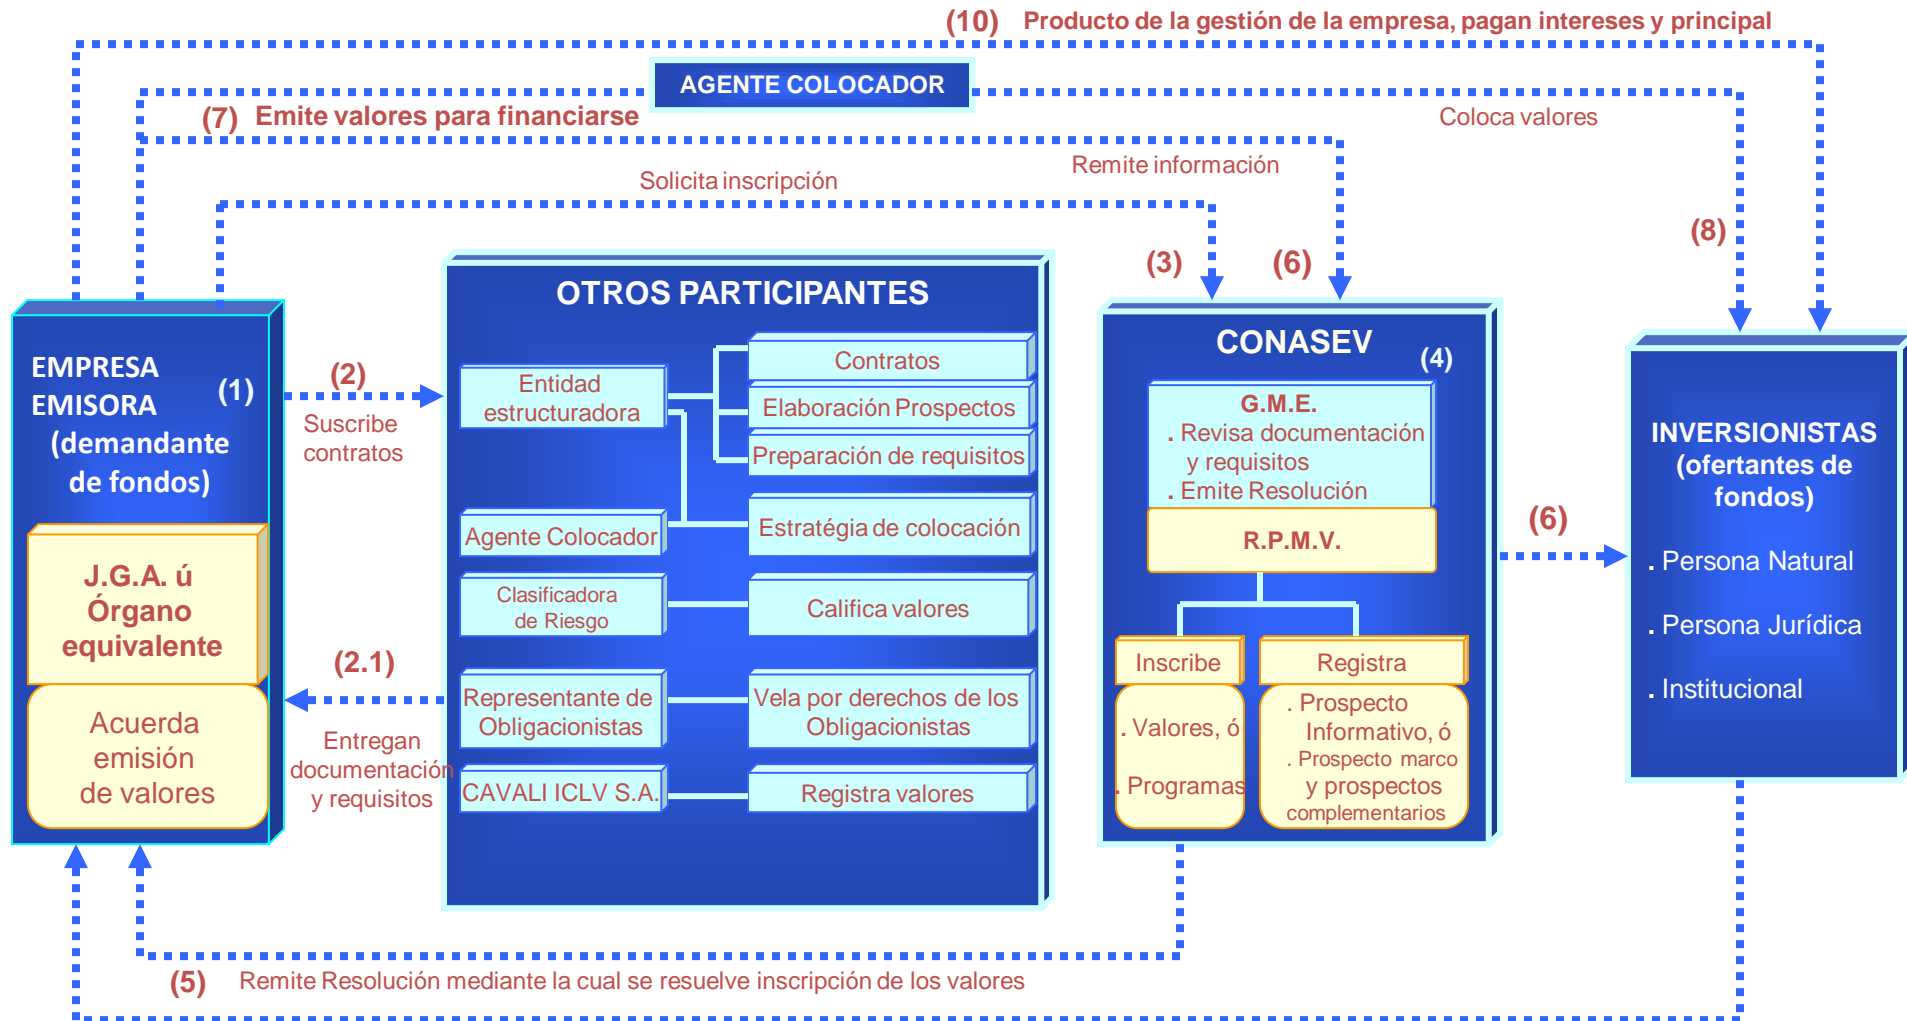 (10) Producto de la gestión de la empresa, pagan intereses y principal
AGENTE COLOCADOR
(7) Emite valores para financiarse
Coloca valores
Remite información
Solicita inscripción
(8)
(3)
(6)
EMPRESA
EMISORA
(1)
(demandante
de fondos)
J.G.A. ú
Órgano
equivalente
Acuerda
emisión
de valores
(2)
Suscribe
contratos
(2.1)
Entregan
documentación
y requisitos
OTROS PARTICIPANTES
Entidad
estructuradora
Contratos
Elaboración Prospectos
Preparación de requisitos
Agente Colocador
Estratégia de colocación
Clasificadora
de Riesgo
Califica valores
Representante de
Obligacionistas
Vela por derechos de los
Obligacionistas
CAVALI ICLV S.A.
Registra valores
CONASEV
(4)
G.M.E.
. Revisa documentación
y requisitos
. Emite Resolución
R.P.M.V.
Inscribe
. Valores, ó
. Programas
Registra
. Prospecto
Informativo, ó
. Prospecto marco
y prospectos
complementarios
(6)
INVERSIONISTAS
(ofertantes de
fondos)
. Persona Natural
. Persona Jurídica
. Institucional
(5) Remite Resolución mediante la cual se resuelve inscripción de los valores